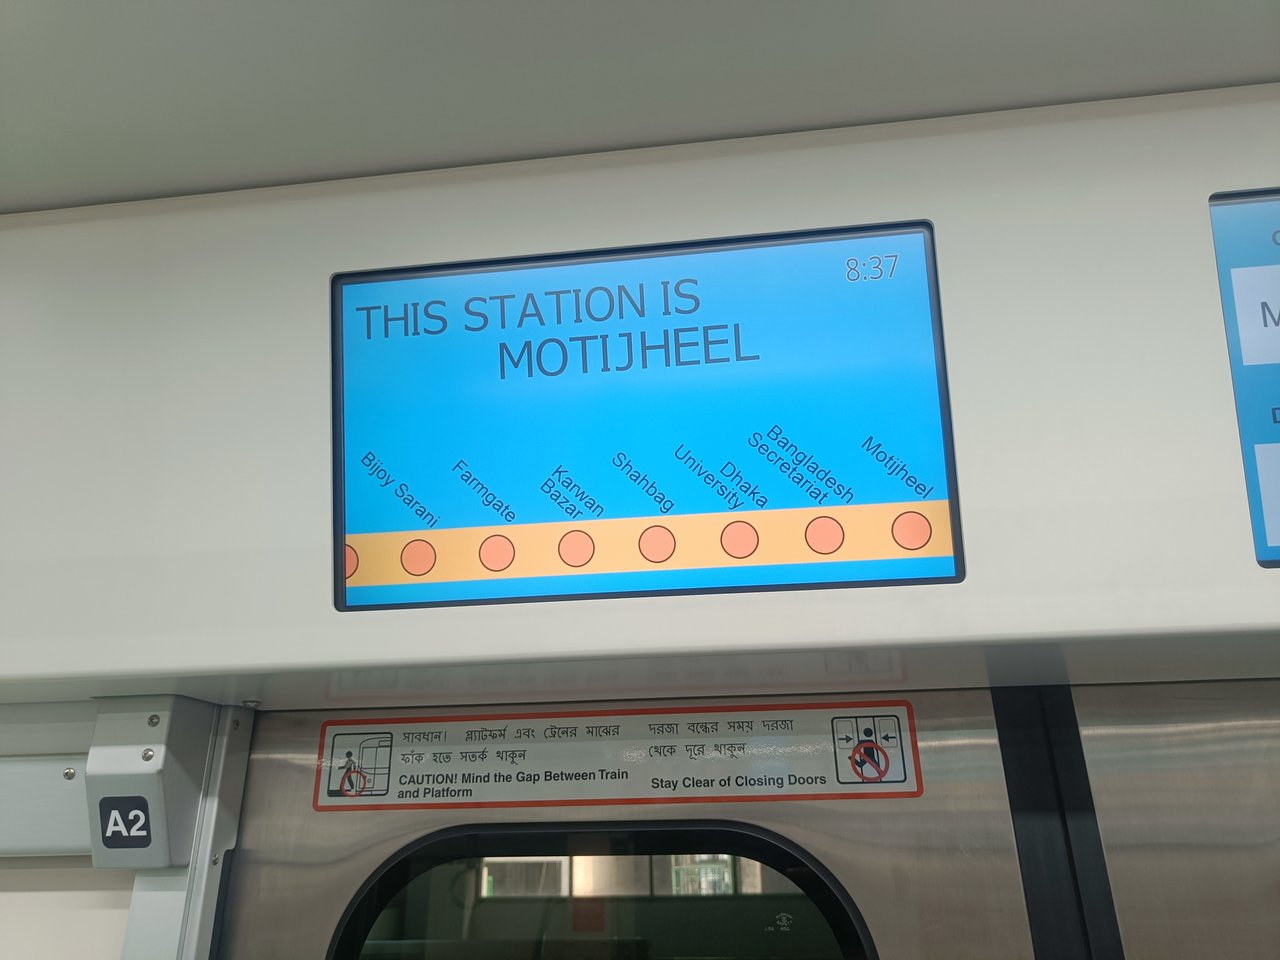 8:37
THIS STATION IS
MOTIJHEEL
Bijoy Sarani
Farmgate
Karwan
Bazar
Shahbag
Dhaka
University
Bangladesh
Secretariat
Motijheel
সাবধান! প্ল্যাটফর্ম এবং ট্রেনের মাঝের
ফাঁক হতে সতর্ক থাকুন
CAUTION! Mind the Gap Between Train
and Platform
দরজা বন্ধের সময় দরজা
থেকে দূরে থাকুন
Stay Clear of Closing Doors
A2